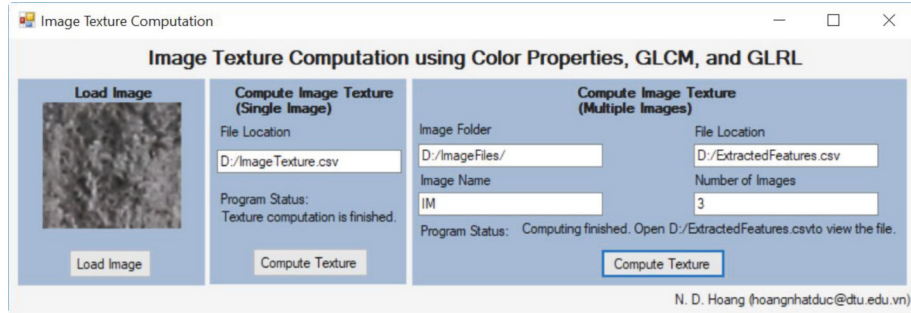 Image Texture Computation
Image Texture Computation using Color Properties, GLCM, and GLRL
Load Image
Load Image
Compute Image Texture
(Single Image)
File Location
D:/ImageTexture.csv
Program Status:
Texture computation is finished.
Compute Texture
Compute Image Texture
(Multiple Images)
Image Folder
File Location
D:/ImageFiles/
D:/ExtractedFeatures.csv
Image Name
Number of Images
IM
3
Program Status: Computing finished. Open D:/ExtractedFeatures.csvto view the file.
Compute Texture
N. D. Hoang (hoangnhatduc@dtu.edu.vn)